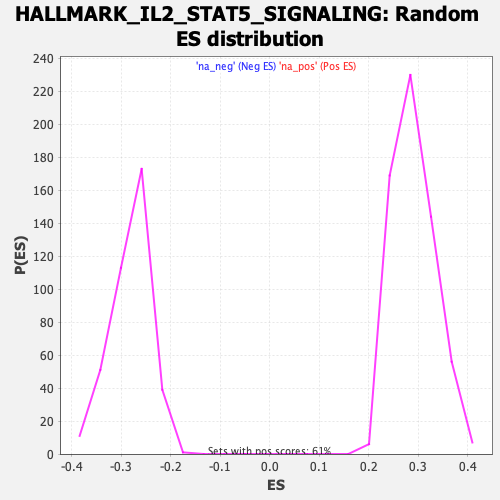 HALLMARK_IL2_STAT5_SIGNALING: Random
ES distribution
'na_neg' (Neg ES) 'na_pos' (Pos ES)
240
220
200
180
160
140
120
100
80
60
40
20
0
P(ES)
Sets with pos scores: 61%
-0.4 -0.3 -0.2 -0.1 0.0 0.1 0.2 0.3 0.4
ES